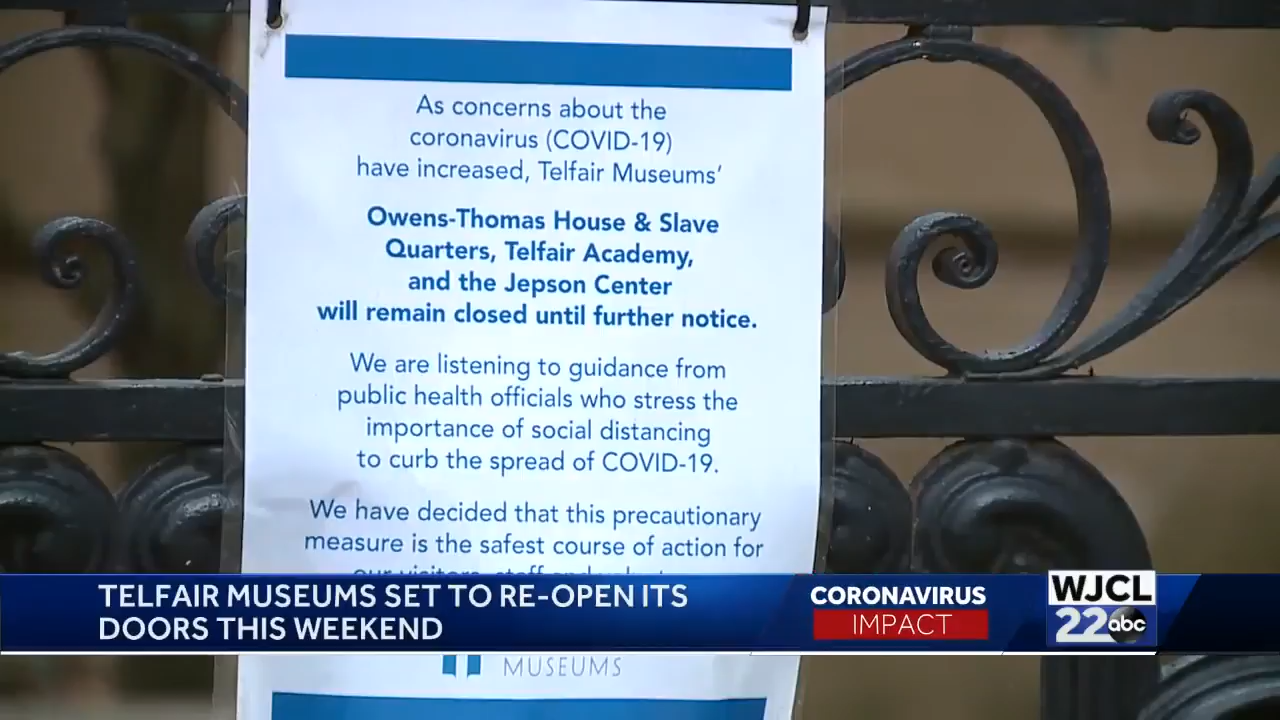 As concerns about the
coronavirus (COVID-19)
have increased, Telfair Museums'
Owens-Thomas House & Slave
Quarters, Telfair Academy,
and the Jepson Center
will remain closed until further notice.
We are listening to guidance from
public health officials who stress the
importance of social distancing
to curb the spread of COVID-19.
We have decided that this precautionary
measure is the safest course of action for
our visitors, staff and
TELFAIR MUSEUMS SET TO RE-OPEN ITS
DOORS THIS WEEKEND
CORONAVIRUS
IMPACT
WJCL
22 abc
MUSEUMS